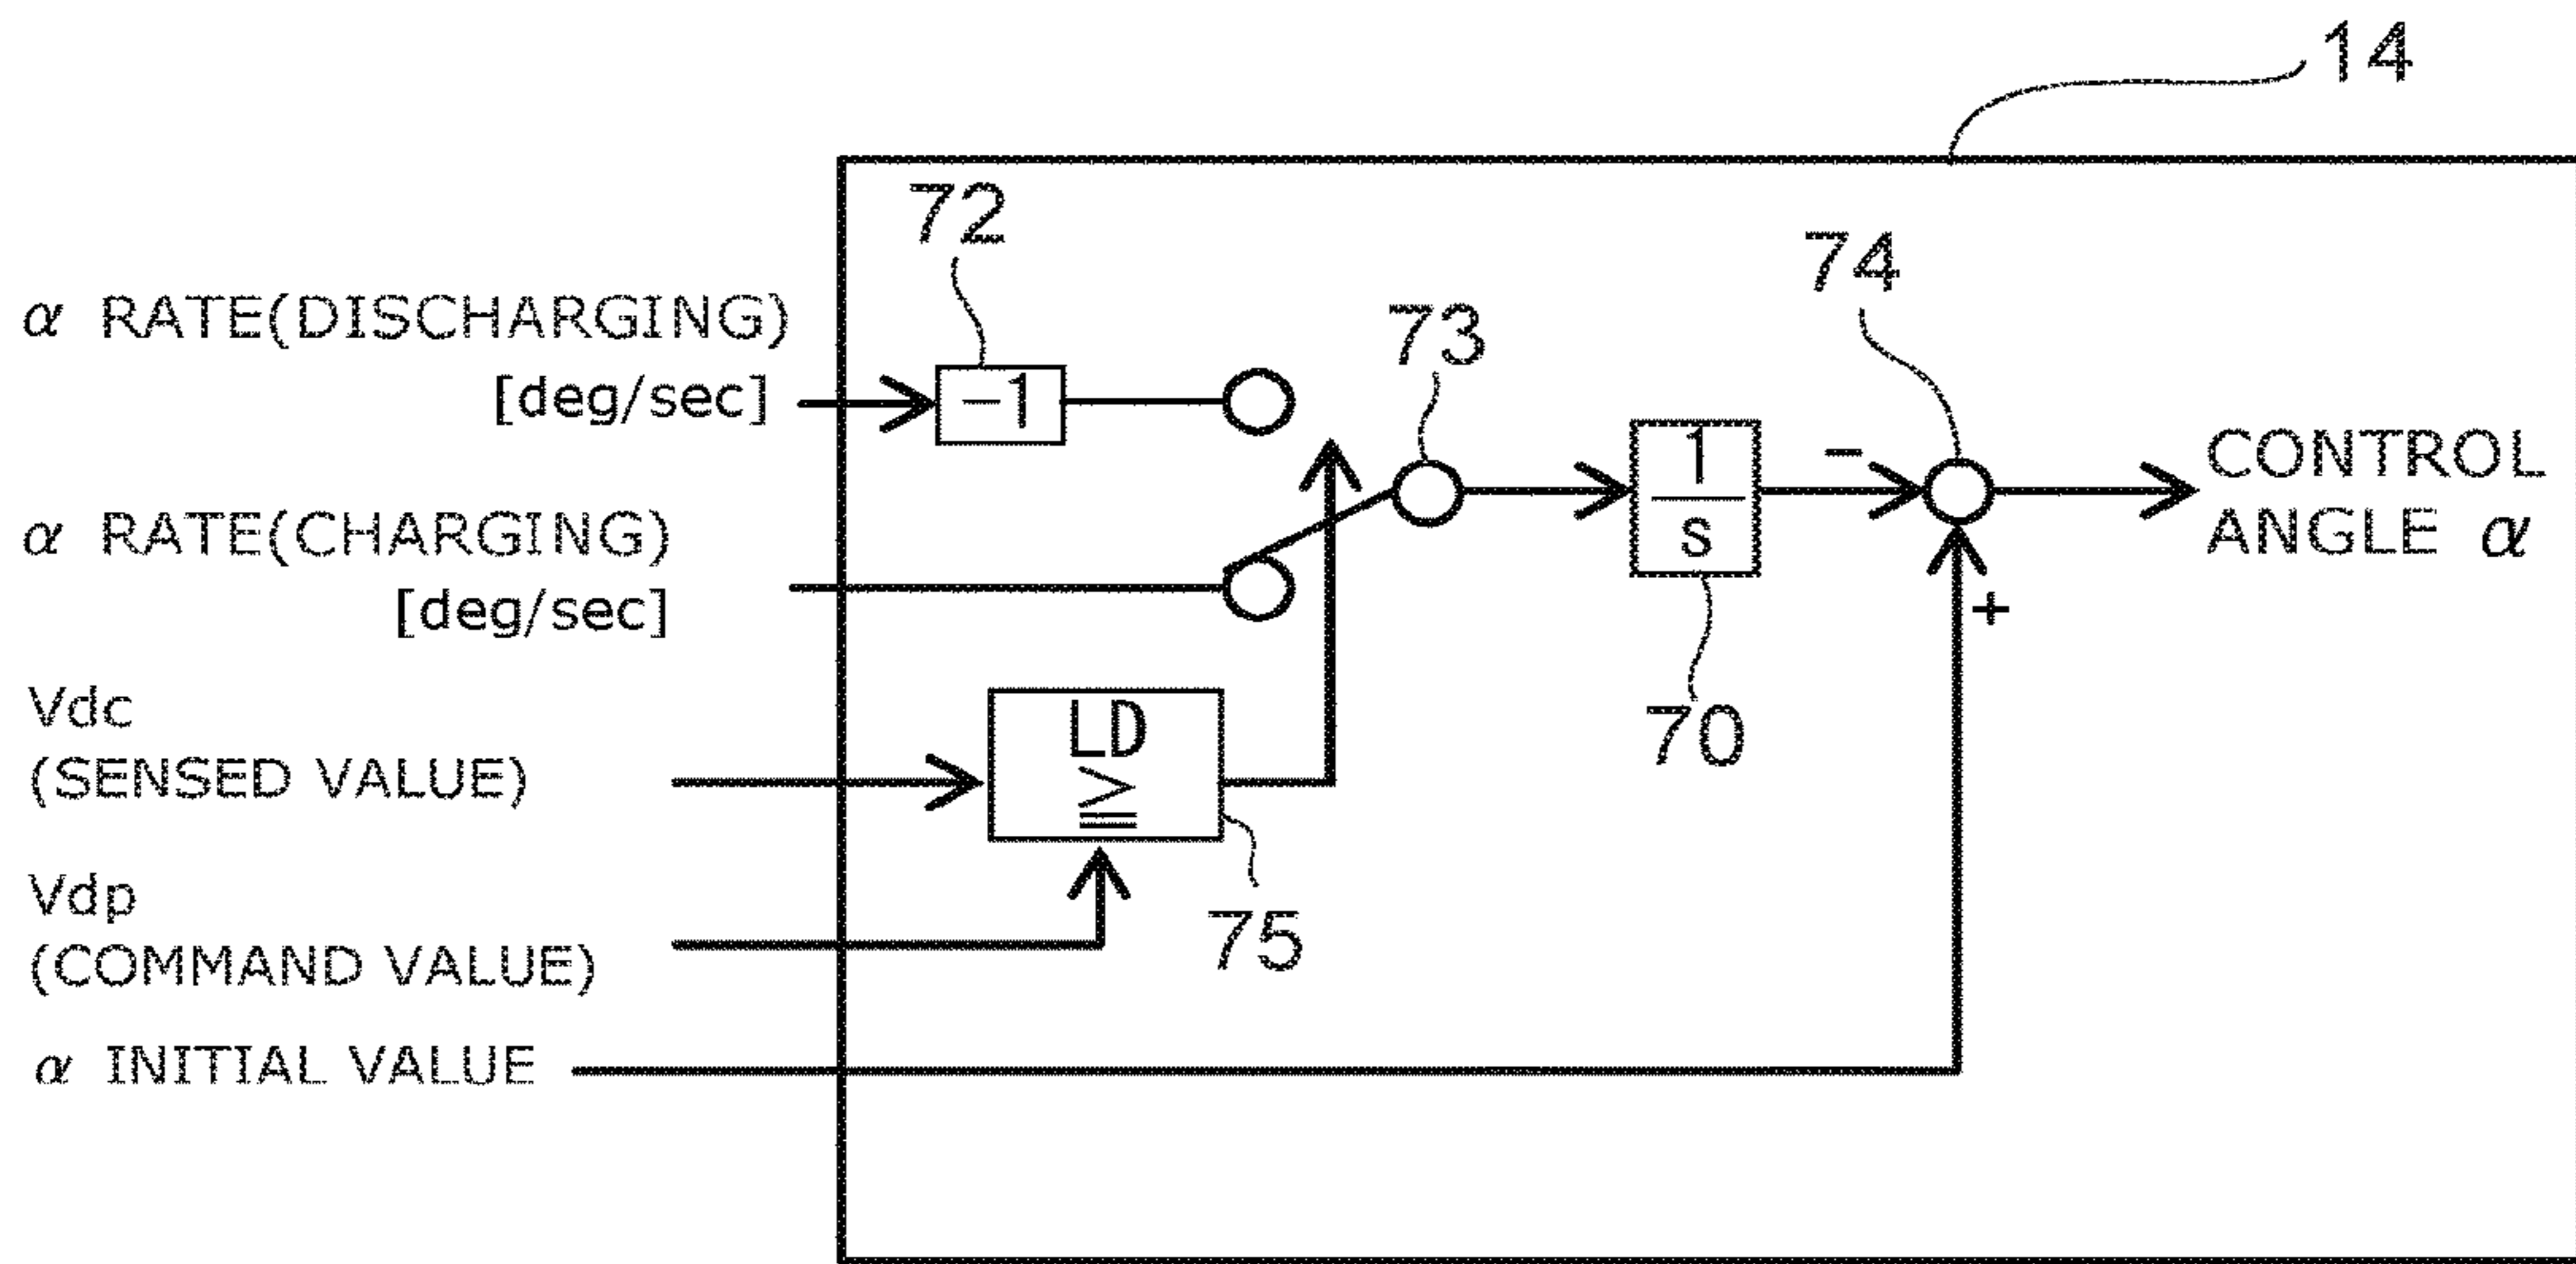 14
72
74
α RATE(DISCHARGING)
[deg/sec]
-1
73
α RATE(CHARGING)
[deg/sec]
1
s
70
-
+
CONTROL
ANGLE α
Vdc
(SENSED VALUE)
LD
≧
75
Vdp
(COMMAND VALUE)
α INITIAL VALUE